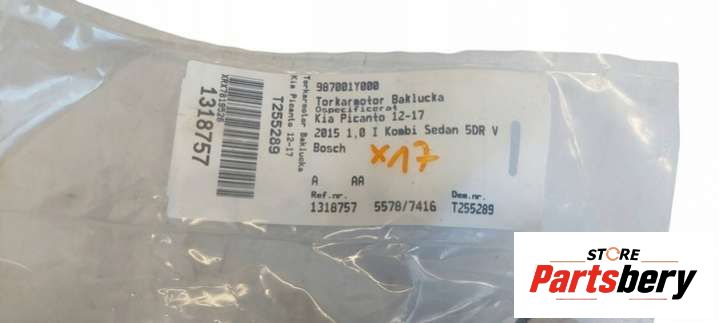 XRX7819526
1318757
Torkarmotor Baklucka
Kia Picanto 12-17
T255289
987001Y000
Torkarmotor Baklucka
Ospecificerat
Kia Picanto 12-17
2015 1,0 I Kombi Sedan 5DR V
Bosch
x17
A AA
Ref.nr. Dem.nr.
1318757 5578/7416 T255289
STORE
Partsbery